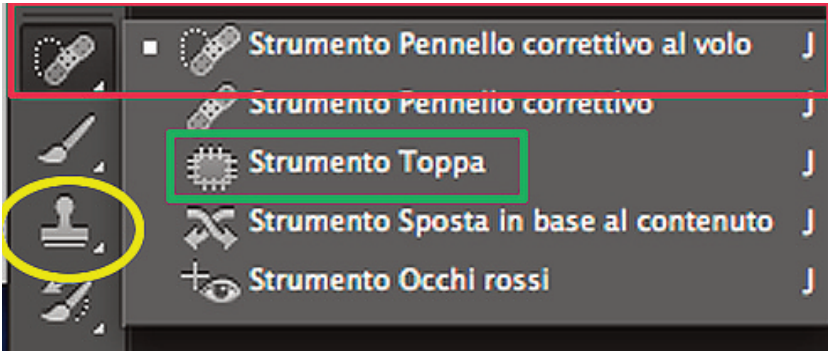 Strumento Pennello correttivo al volo J
Strumento Pennello correttivo J
Strumento Toppa J
Strumento Sposta in base al contenuto J
Strumento Occhi rossi J